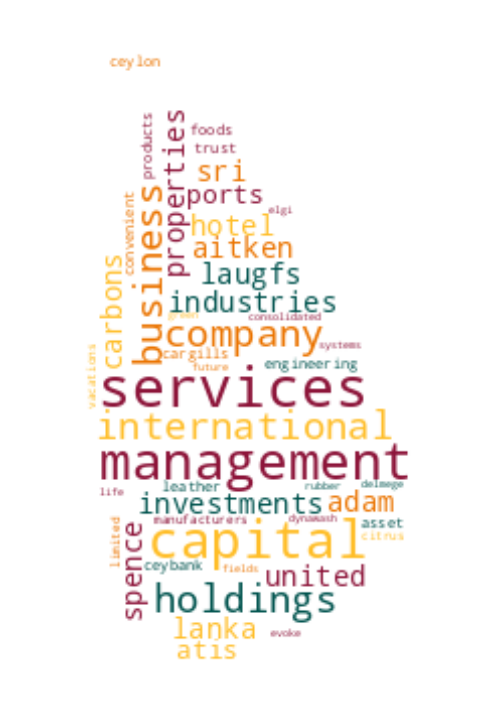 ceylon
products
properties
foods
trust
sri
ports
elgi
convenient
business
hotel
aitken
carbons
laugfs
industries
green
consolidated
company
systems
cargills
future
engineering
vacations
services
international
management
life
leather
rubber
delmege
investments
adam
limited
manufacturers
dynawash
asset
spence
capital
citrus
ceybank
fields
united
holdings
lanka
evoke
atis